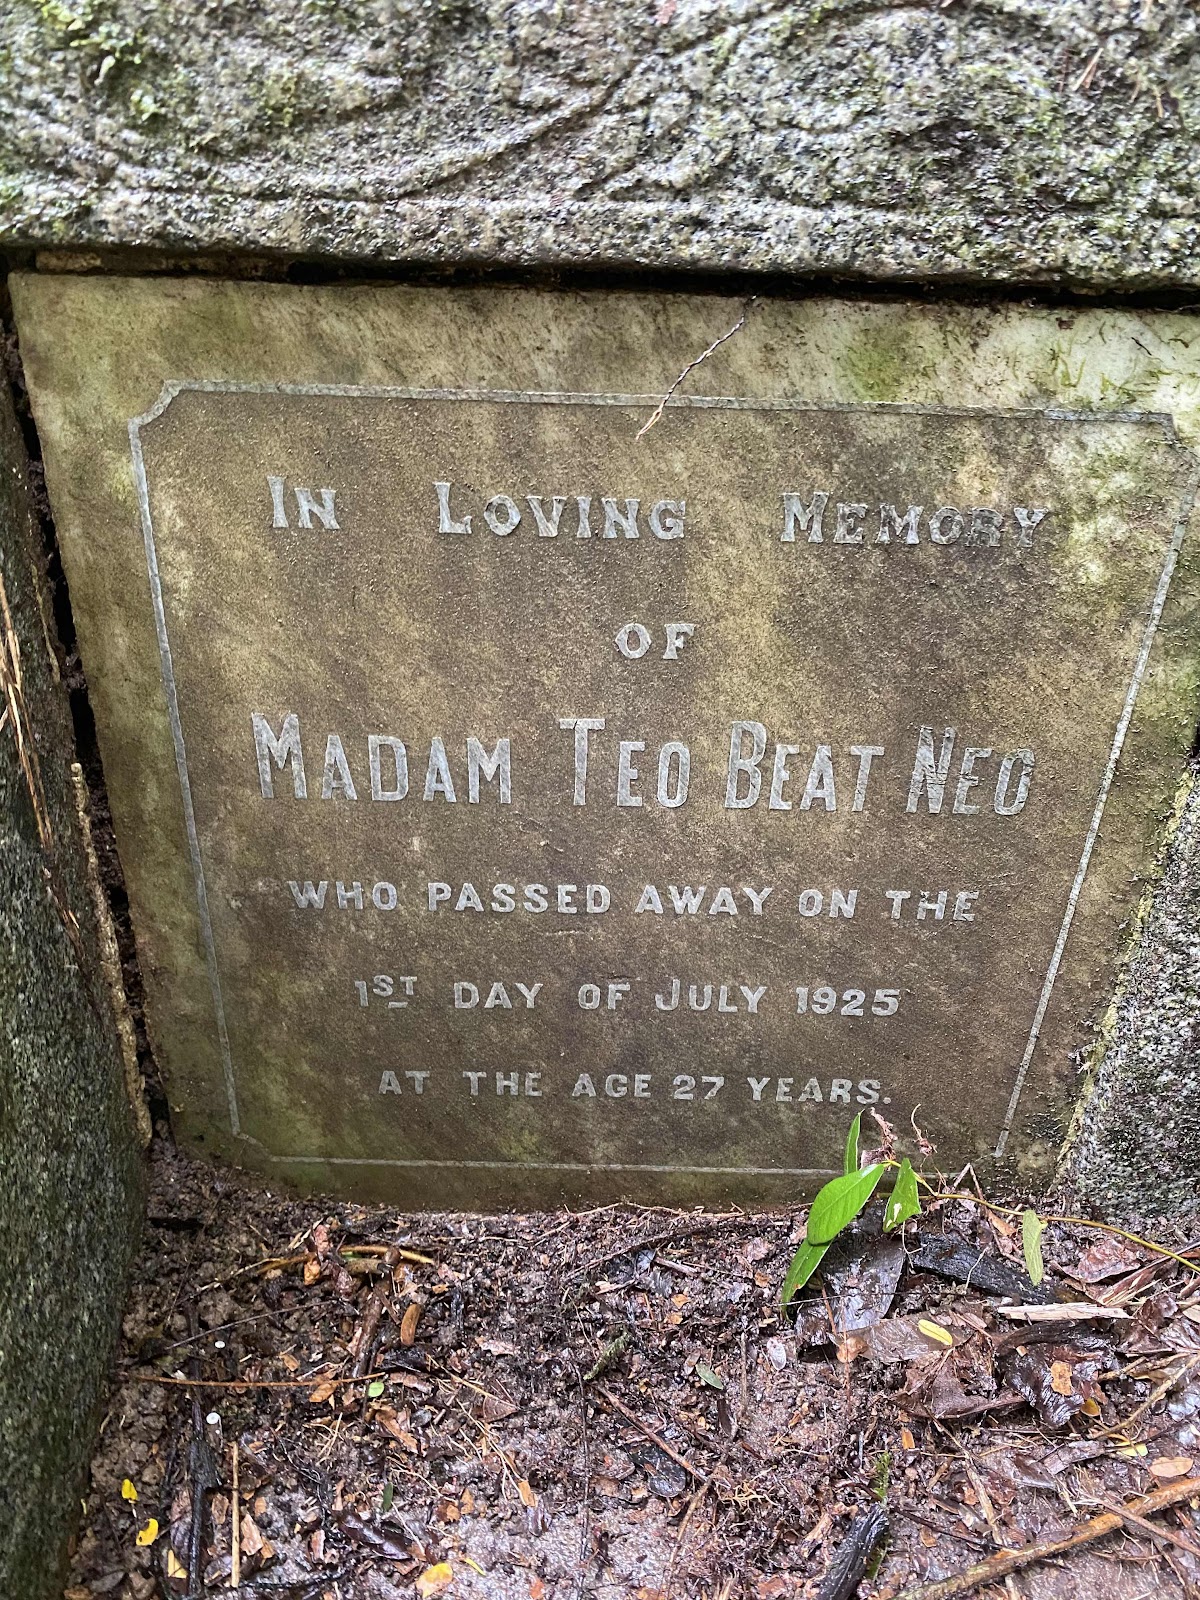 In Loving Memory
OF
Madam Teo Beat Neo
WHO PASSED AWAY ON THE
1ST DAY OF JULY 1925
AT THE AGE 27 YEARS.